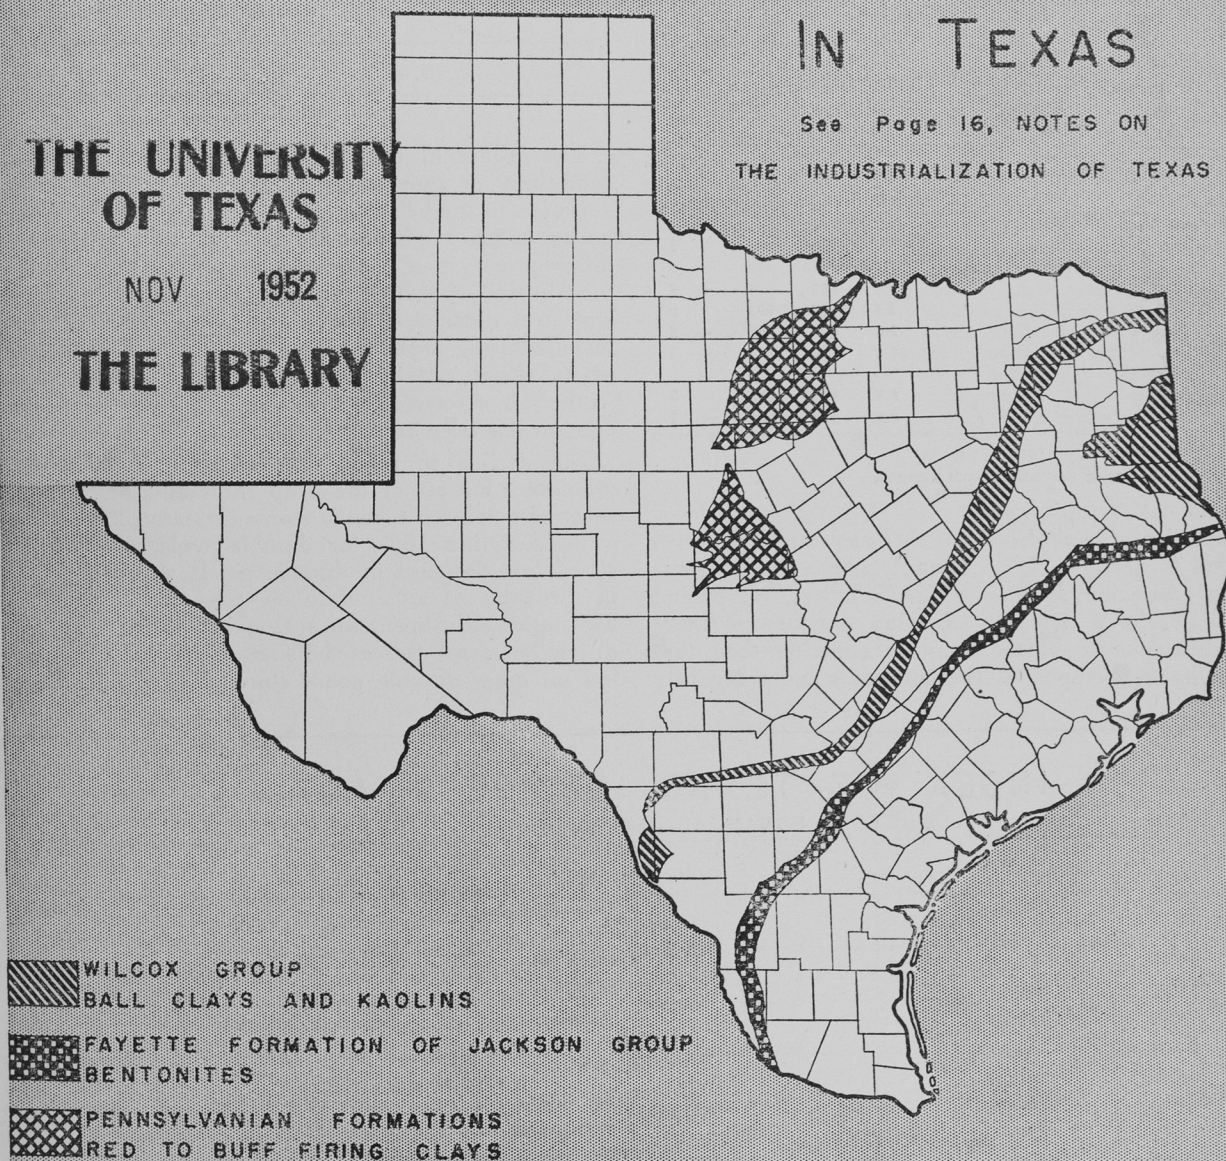 IN TEXAS
See Page 16, NOTES ON
THE INDUSTRIALIZATION OF TEXAS
THE UNIVERSITY
OF TEXAS
NOV 1952
THE LIBRARY
WILCOX GROUP
BALL CLAYS AND KAOLINS
FAYETTE FORMATION OF JACKSON GROUP
BENTONITES
PENNSYLVANIAN FORMATIONS
RED TO BUFF FIRING CLAYS